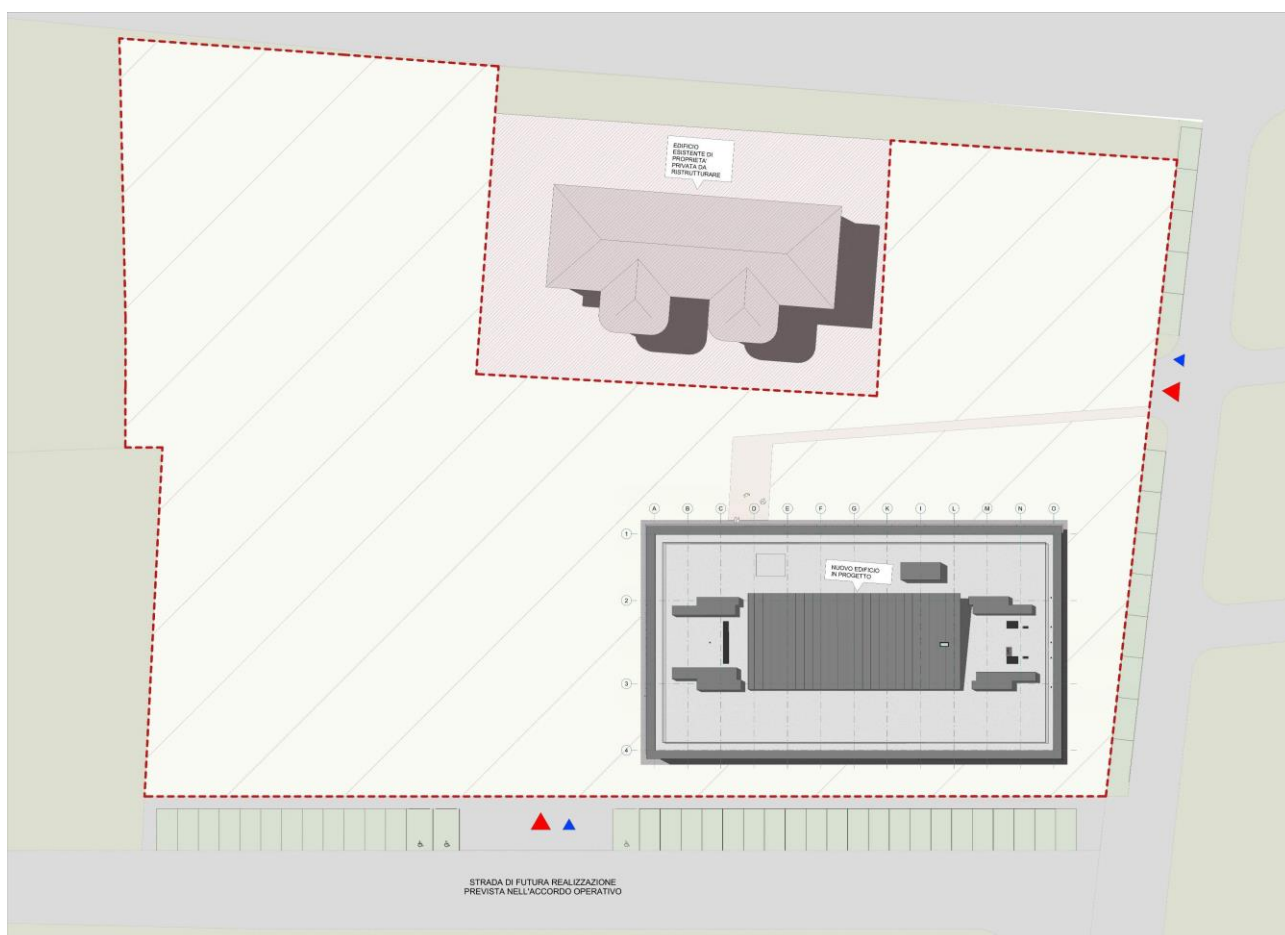 EDIFICIO
ESISTENTE DI
PROPRIETA'
PRIVATA DA
RISTRUTTURARE
A B C D E F G K I L M N O
1
NUOVO EDIFICIO
IN PROGETTO
2
3
4
STRADA DI FUTURA REALIZZAZIONE
PREVISTA NELL'ACCORDO OPERATIVO